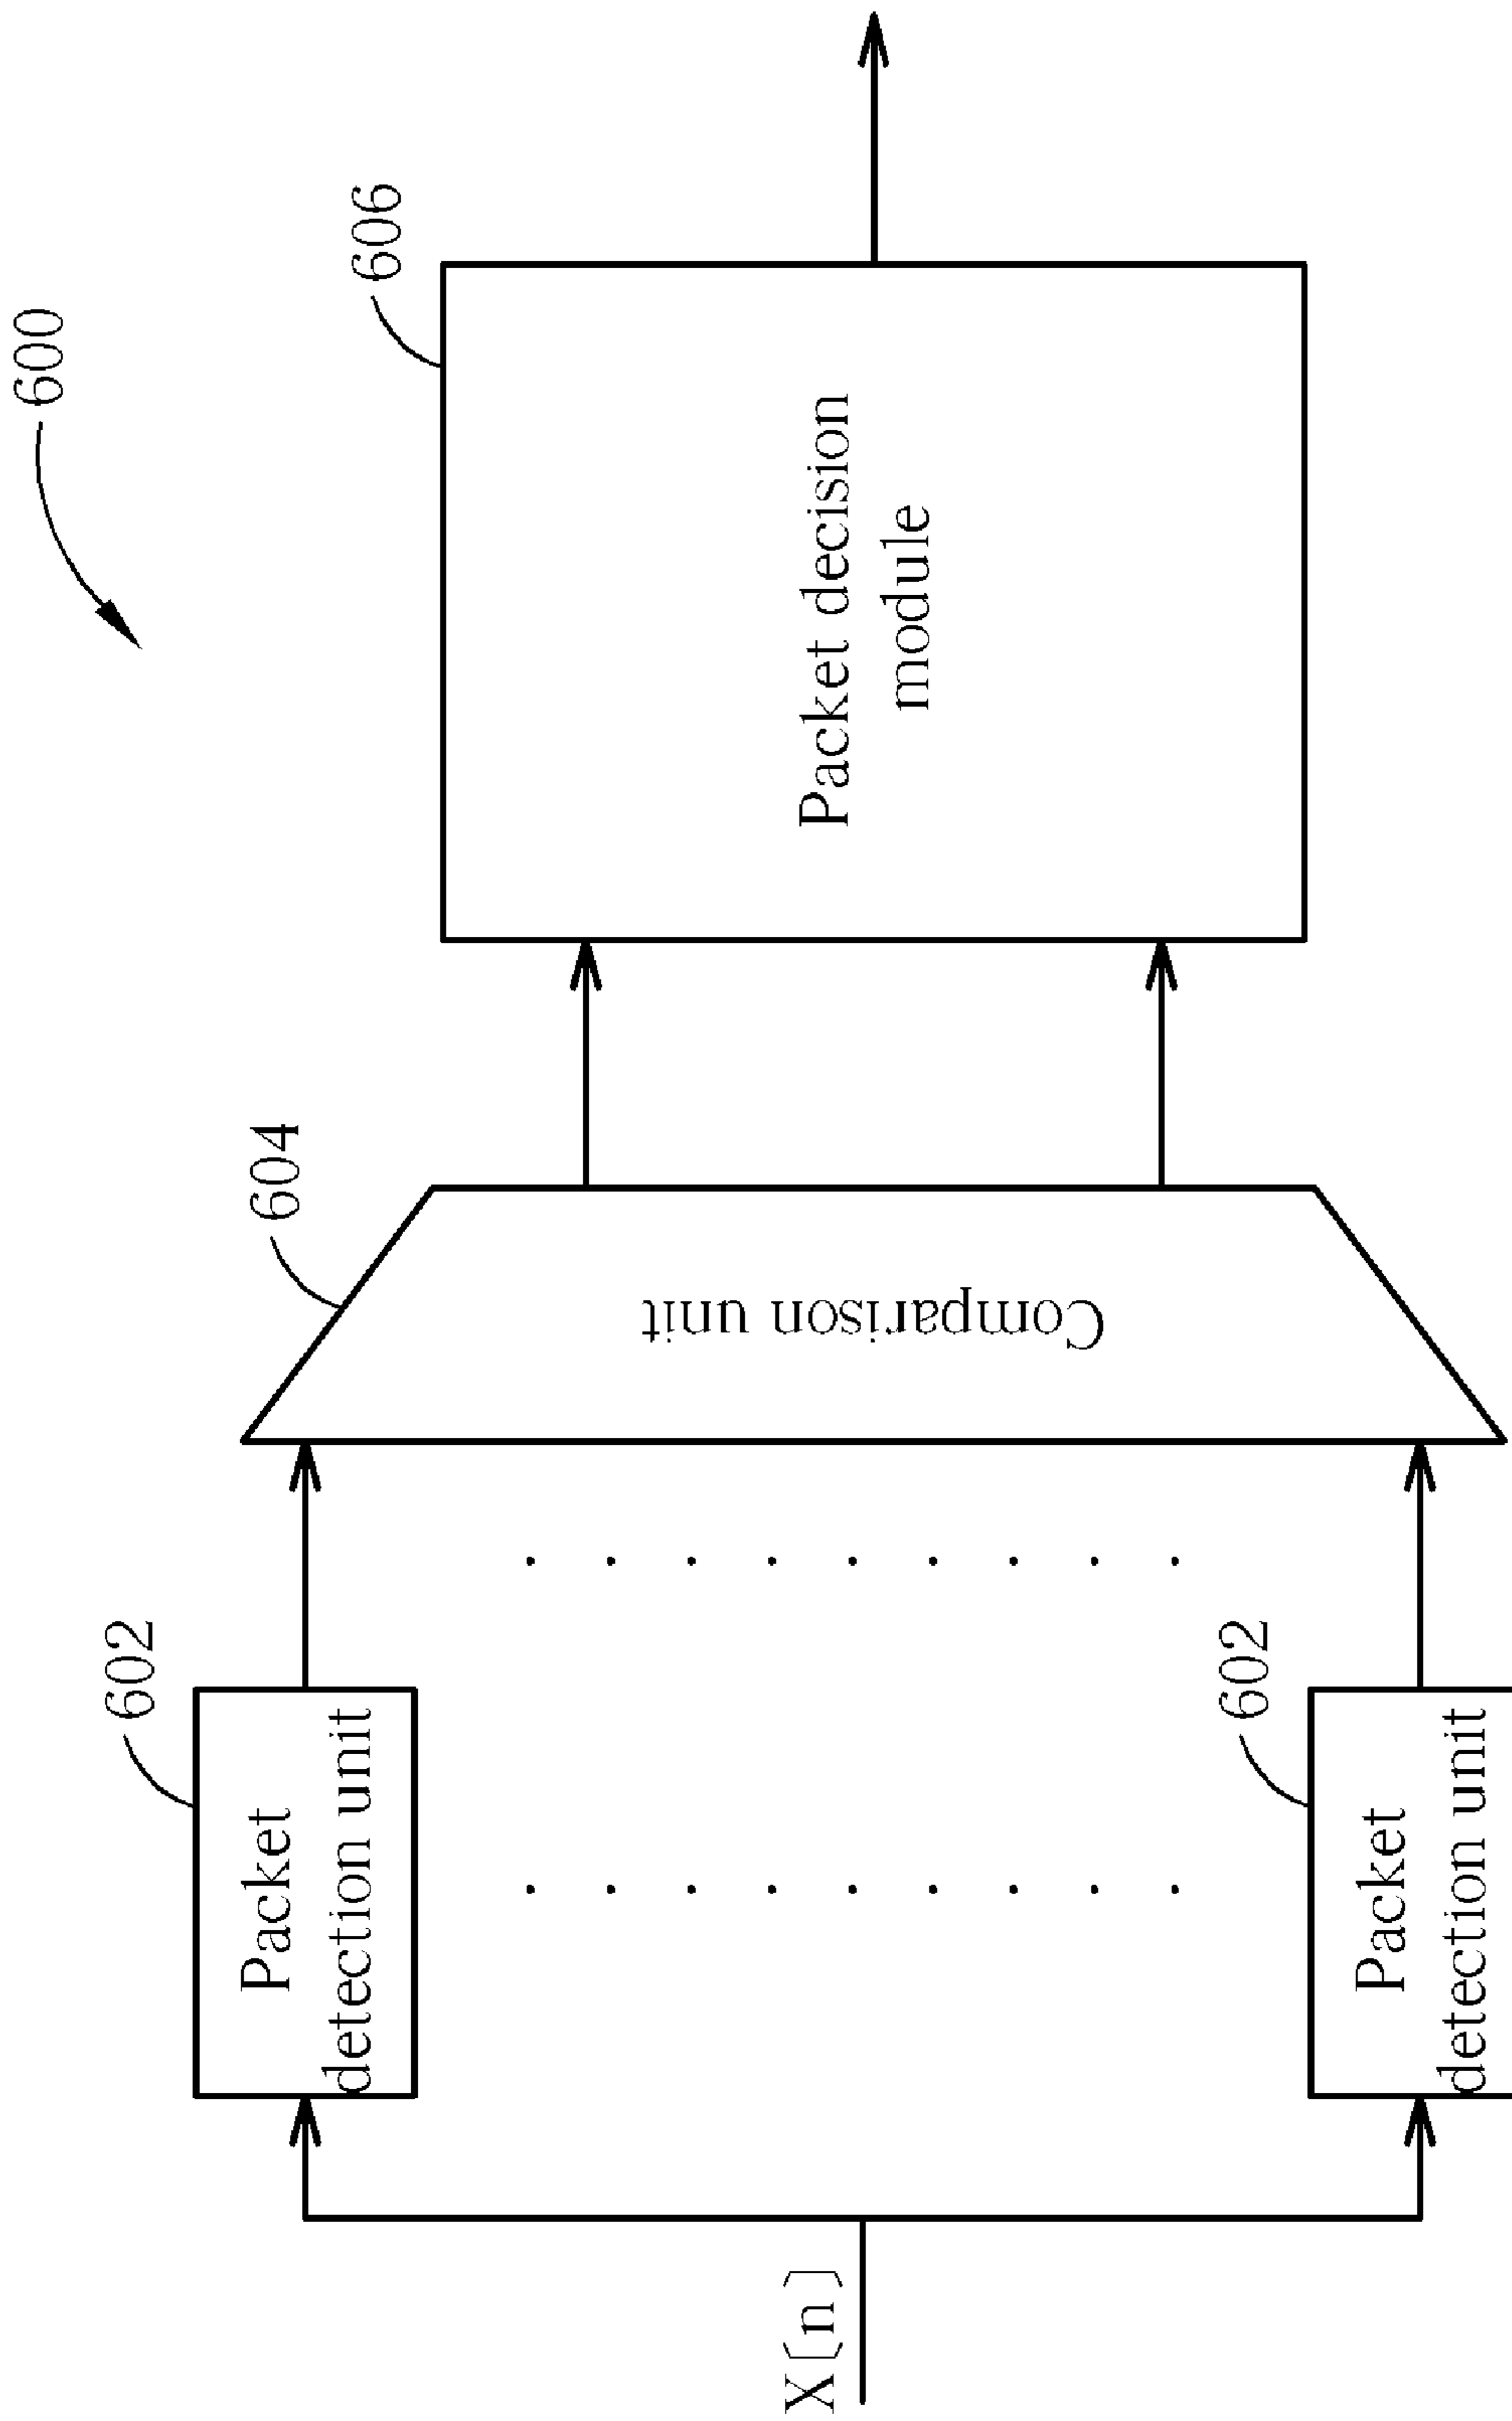 600
X[n]
602
Packet
detection unit
602
Packet
detection unit
604
Comparison unit
606
Packet decision
module